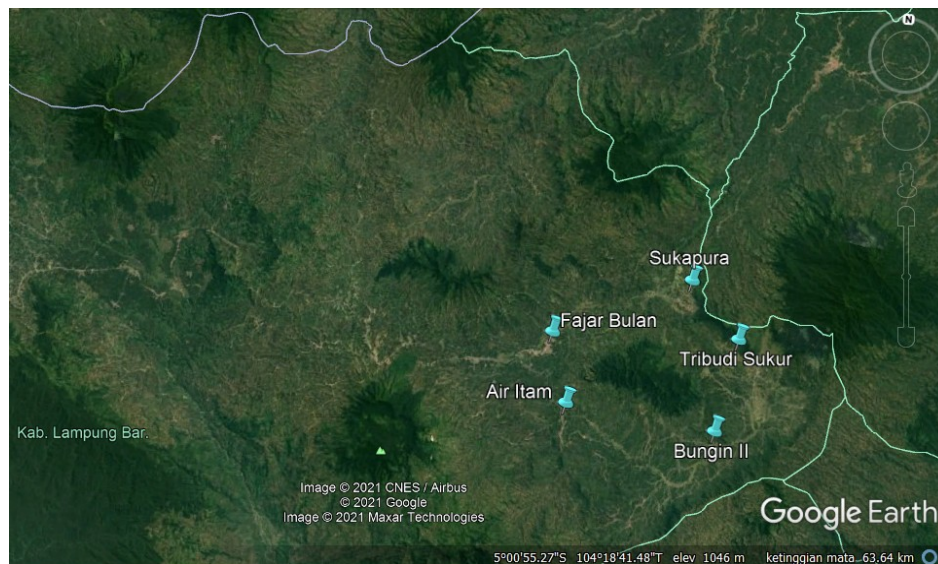 N
Sukapura
Fajar Bulan
Tribudi Sukur
Air Itam
Kab. Lampung Bar.
Bungin II
Image © 2021 CNES / Airbus
© 2021 Google
Image © 2021 Maxar Technologies
Google Earth
5°00'55.27"S 104°18'41.48"T elev 1046 m ketinggian mata 63.64 km